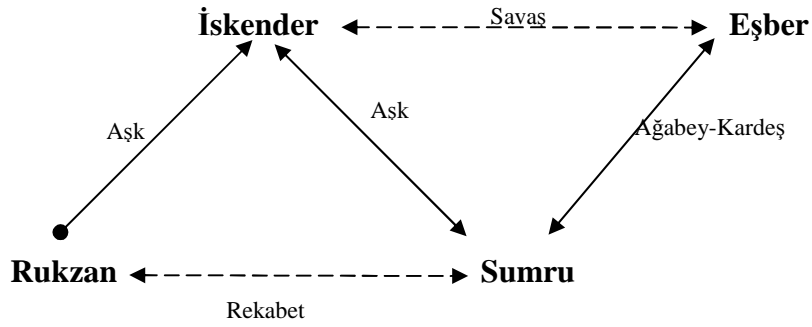 İskender Savaş Eşber
Aşk Aşk Ağabey-Kardeş
Rukzan Sumru
Rekabet